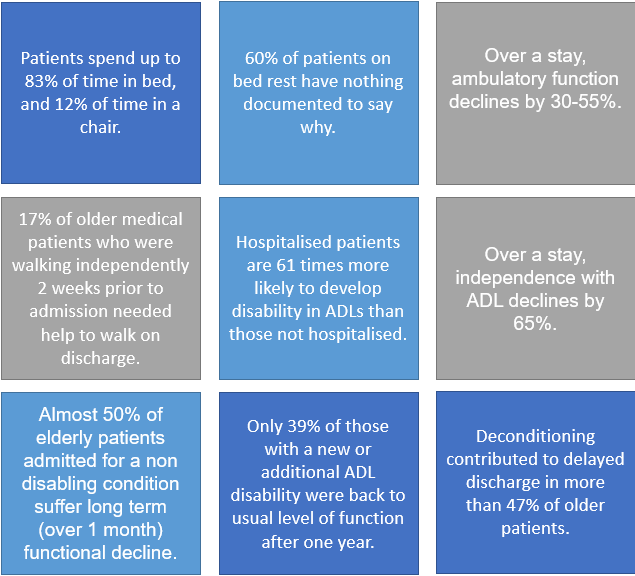 Patients spend up to
83% of time in bed,
and 12% of time in a
chair.
60% of patients on
bed rest have nothing
documented to say
why.
Over a stay,
ambulatory function
declines by 30-55%.
17% of older medical
patients who were
walking independently
2 weeks prior to
admission needed
help to walk on
discharge.
Hospitalised patients
are 61 times more
likely to develop
disability in ADLs than
those not hospitalised.
Over a stay,
independence with
ADL declines by
65%.
Almost 50% of
elderly patients
admitted for a non
disabling condition
suffer long term
(over 1 month)
functional decline.
Only 39% of those
with a new or
additional ADL
disability were back to
usual level of function
after one year.
Deconditioning
contributed to delayed
discharge in more
than 47% of older
patients.